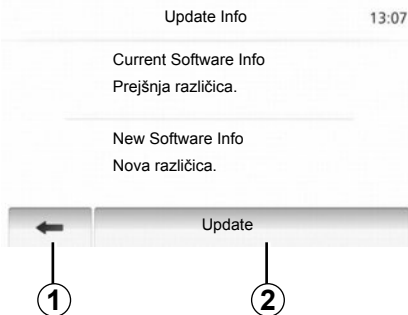 Update Info 13:07
Current Software Info
Prejšnja različica.
New Software Info
Nova različica.
Update
1 2